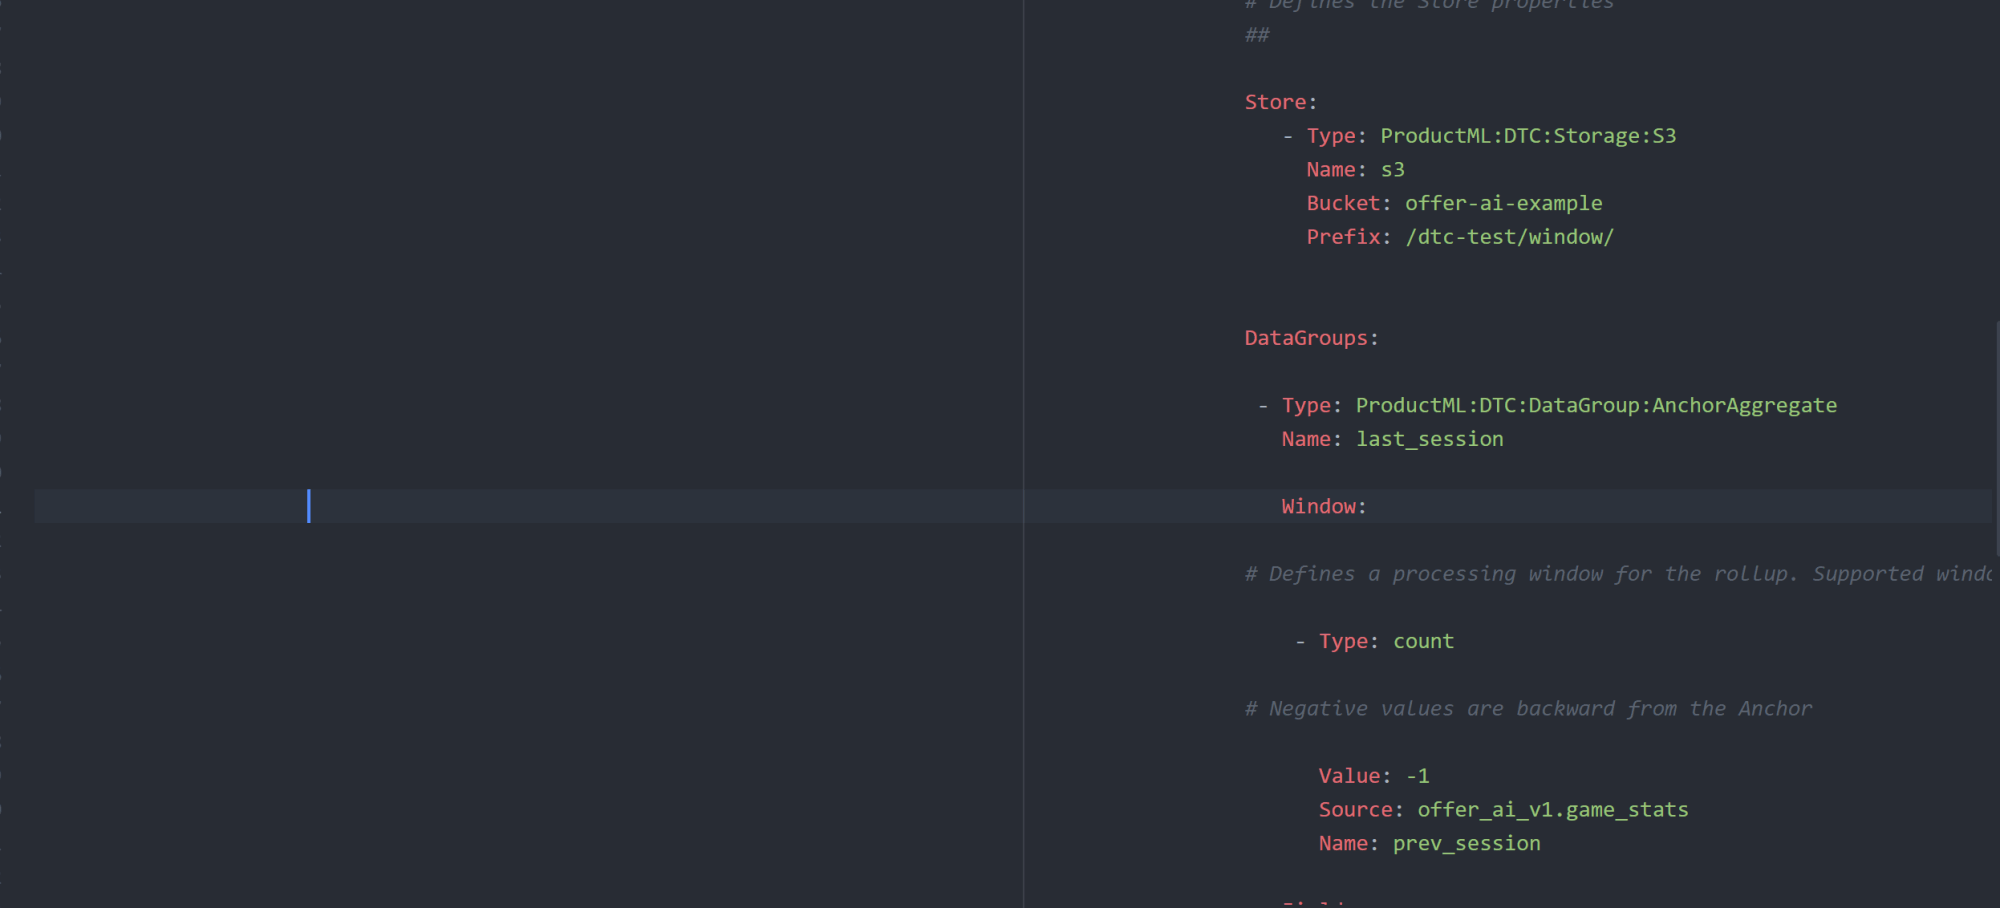 # Defines the Store properties
##
Store:
- Type: ProductML:DTC:Storage:S3
Name: s3
Bucket: offer-ai-example
Prefix: /dtc-test/window/
DataGroups:
- Type: ProductML:DTC:DataGroup:AnchorAggregate
Name: last_session
Window:
# Defines a processing window for the rollup. Supported
- Type: count
# Negative values are backward from the Anchor
Value: -1
Source: offer_ai_v1.game_stats
Name: prev_session